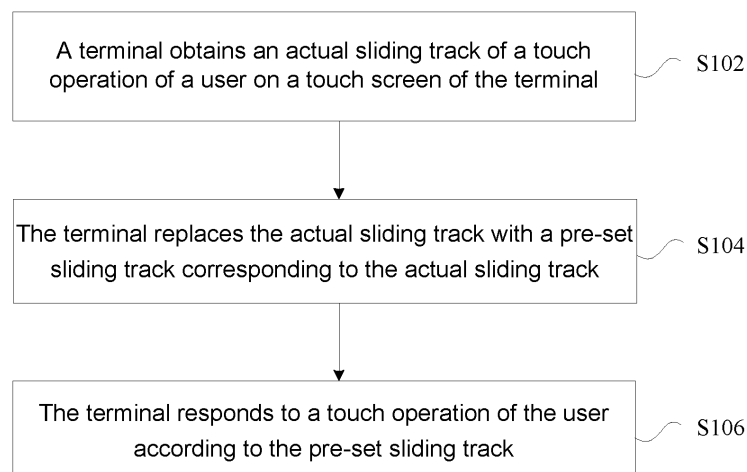 A terminal obtains an actual sliding track of a touch
operation of a user on a touch screen of the terminal
S102
The terminal replaces the actual sliding track with a pre-set
sliding track corresponding to the actual sliding track
S104
The terminal responds to a touch operation of the user
according to the pre-set sliding track
S106